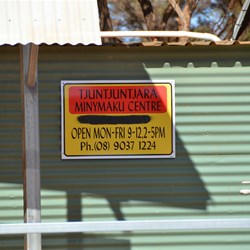 TJUNTJUNTJARA
MINYMAKU CENTRE
OPEN MON-FRI 9-12,2-5PM
Ph.(08) 9037 1224